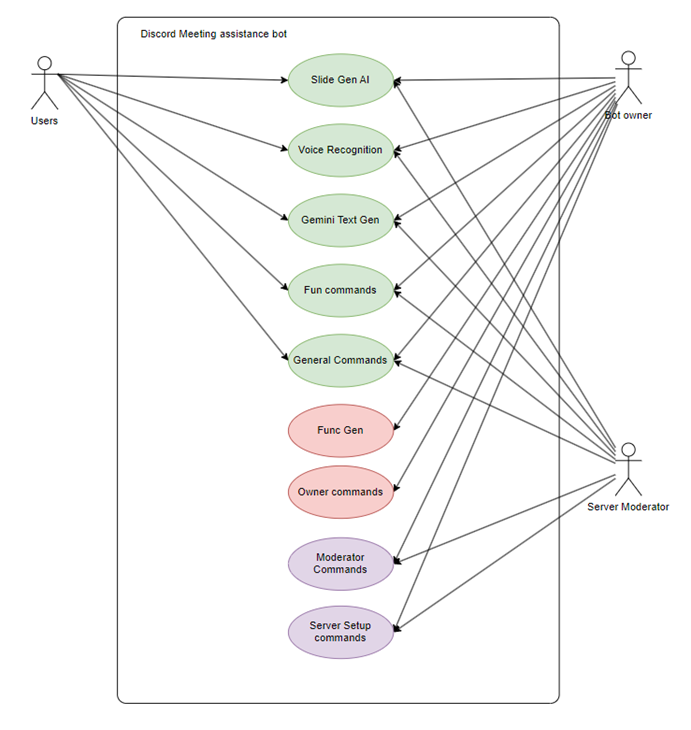 Discord Meeting assistance bot
Users
Bot owner
Slide Gen AI
Voice Recognition
Gemini Text Gen
Fun commands
General Commands
Func Gen
Owner commands
Moderator
Commands
Server Setup
commands
Server Moderator